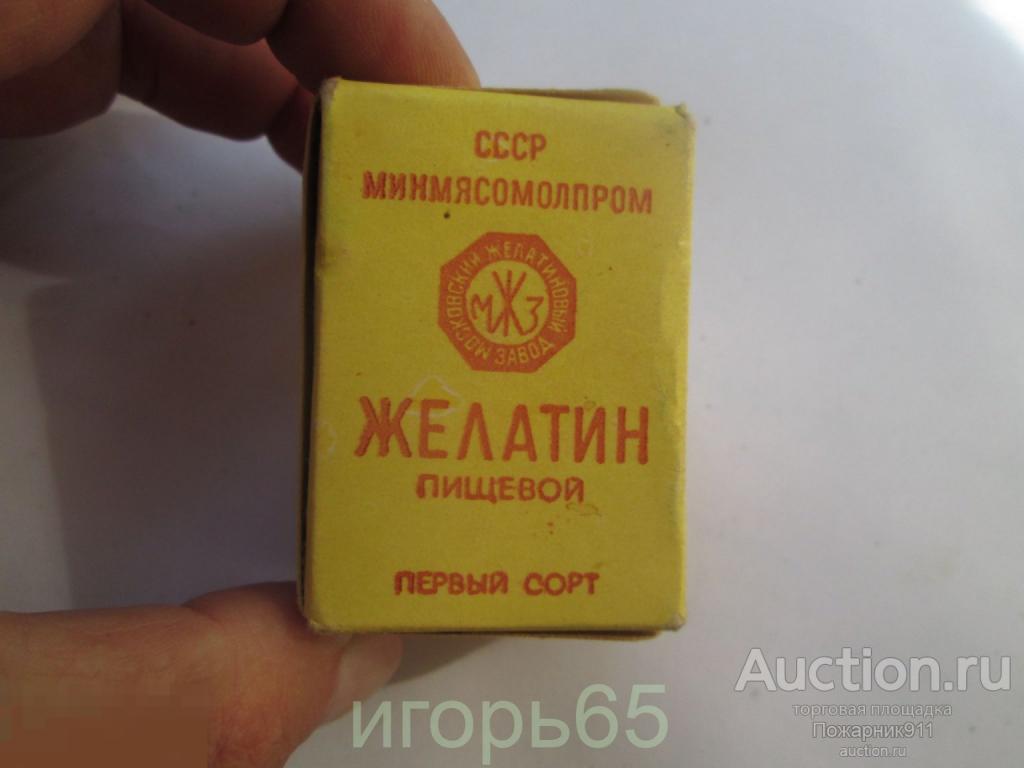 СССР
МИНМЯСОМОЛПРОМ
МОСКОВСКИЙ ЖЕЛАТИНОВЫЙ ЗАВОД
МЖЗ
ЖЕЛАТИН
ПИЩЕВОЙ
ПЕРВЫЙ СОРТ
Auction.ru
торговая площадка
Пожарник911
auction.ru
игорь65